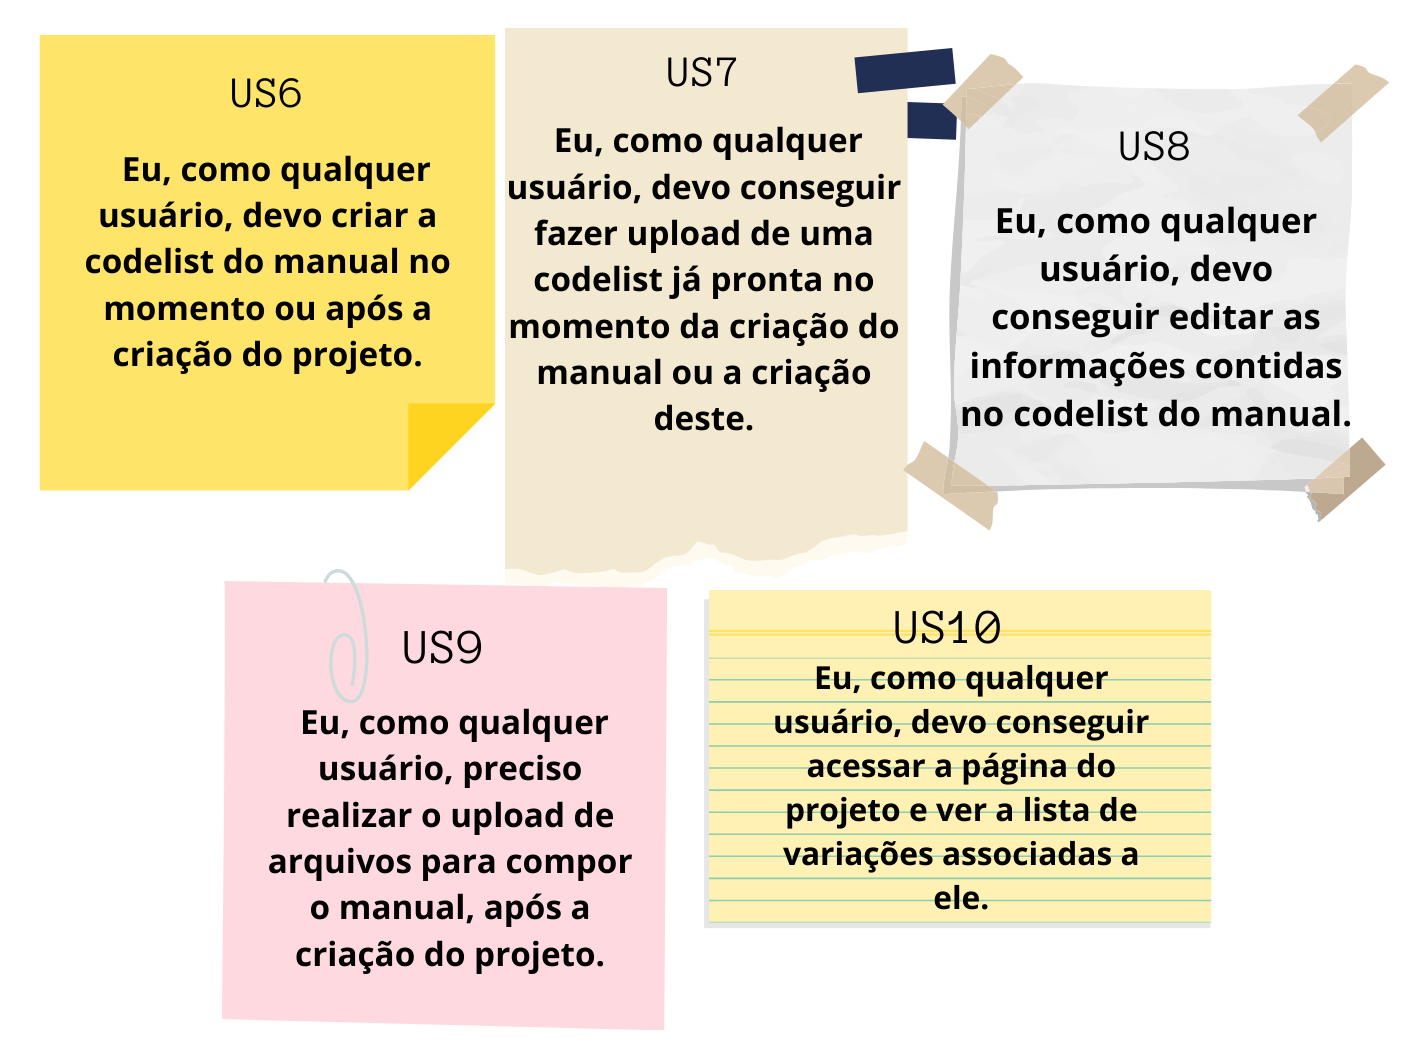 US6
Eu, como qualquer
usuário, devo criar a
codelist do manual no
momento ou após a
criação do projeto.
US7
Eu, como qualquer
usuário, devo conseguir
fazer upload de uma
codelist já pronta no
momento da criação do
manual ou a criação
deste.
US8
Eu, como qualquer
usuário, devo
conseguir editar as
informações contidas
no codelist do manual.
US9
Eu, como qualquer
usuário, preciso
realizar o upload de
arquivos para compor
o manual, após a
criação do projeto.
US10
Eu, como qualquer
usuário, devo conseguir
acessar a página do
projeto e ver a lista de
variações associadas a
ele.